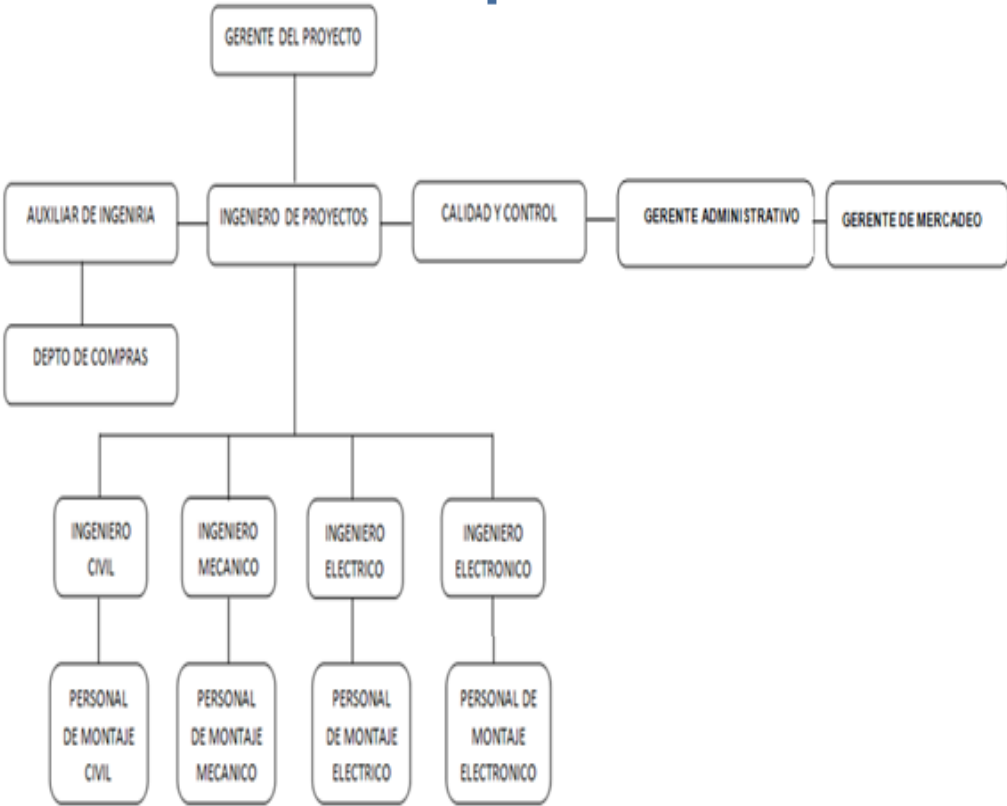 GERENTE DEL PROYECTO
AUXILIAR DE INGENIRIA
INGENIERO DE PROYECTOS
CALIDAD Y CONTROL
GERENTE ADMINISTRATIVO
GERENTE DE MERCADEO
DEPTO DE COMPRAS
INGENIERO
CIVIL
INGENIERO
MECANICO
INGENIERO
ELECTRICO
INGENIERO
ELECTRONICO
PERSONAL
DE MONTAJE
CIVIL
PERSONAL
DE MONTAJE
MECANICO
PERSONAL
DE MONTAJE
ELECTRICO
PERSONAL DE
MONTAJE
ELECTRONICO